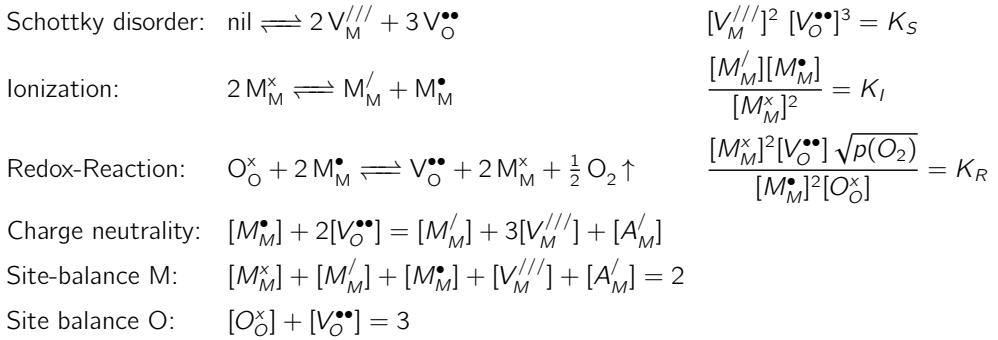 Schottky disorder: nil ⇌ 2 V_M^{///} + 3 V_O^{••} [V_M^{///}]^2 [V_O^{••}]^3 = K_S
Ionization: 2 M_M^x ⇌ M_M^/ + M_M^• [M_M^/][M_M^•] / [M_M^x]^2 = K_I
Redox-Reaction: O_O^x + 2 M_M^• ⇌ V_O^{••} + 2 M_M^x + ½ O_2 ↑ [M_M^x]^2[V_O^{••}] √p(O_2) / [M_M^•]^2[O_O^x] = K_R
Charge neutrality: [M_M^•] + 2[V_O^{••}] = [M_M^/] + 3[V_M^{///}] + [A_M^/]
Site-balance M: [M_M^x] + [M_M^/] + [M_M^•] + [V_M^{///}] + [A_M^/] = 2
Site balance O: [O_O^x] + [V_O^{••}] = 3